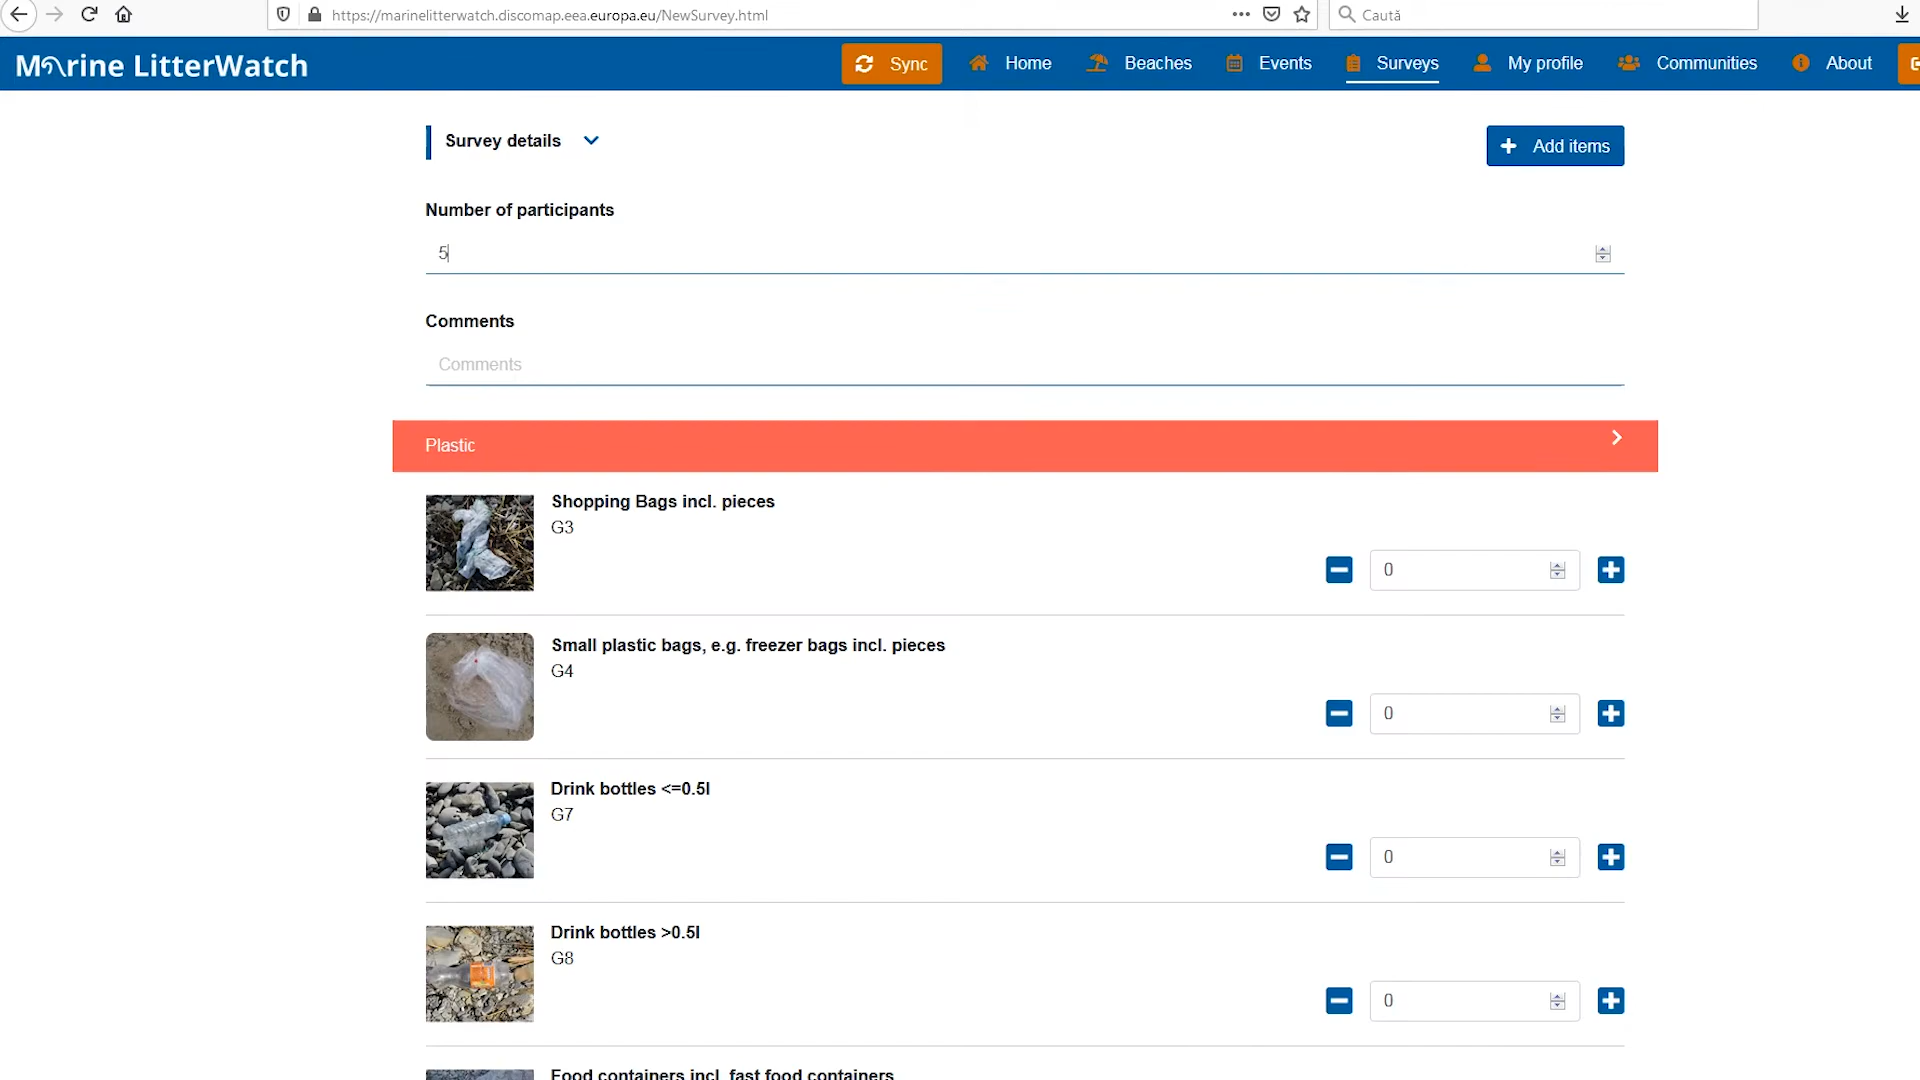 https://marinelitterwatch.discomap.eea.europa.eu/NewSurvey.html
Caută
Marine LitterWatch
Sync
Home
Beaches
Events
Surveys
My profile
Communities
About
Survey details
Add items
Number of participants
5
Comments
Comments
Plastic
Shopping Bags incl. pieces
G3
0
Small plastic bags, e.g. freezer bags incl. pieces
G4
0
Drink bottles <=0.5l
G7
0
Drink bottles >0.5l
G8
0
Food containers incl. fast food containers